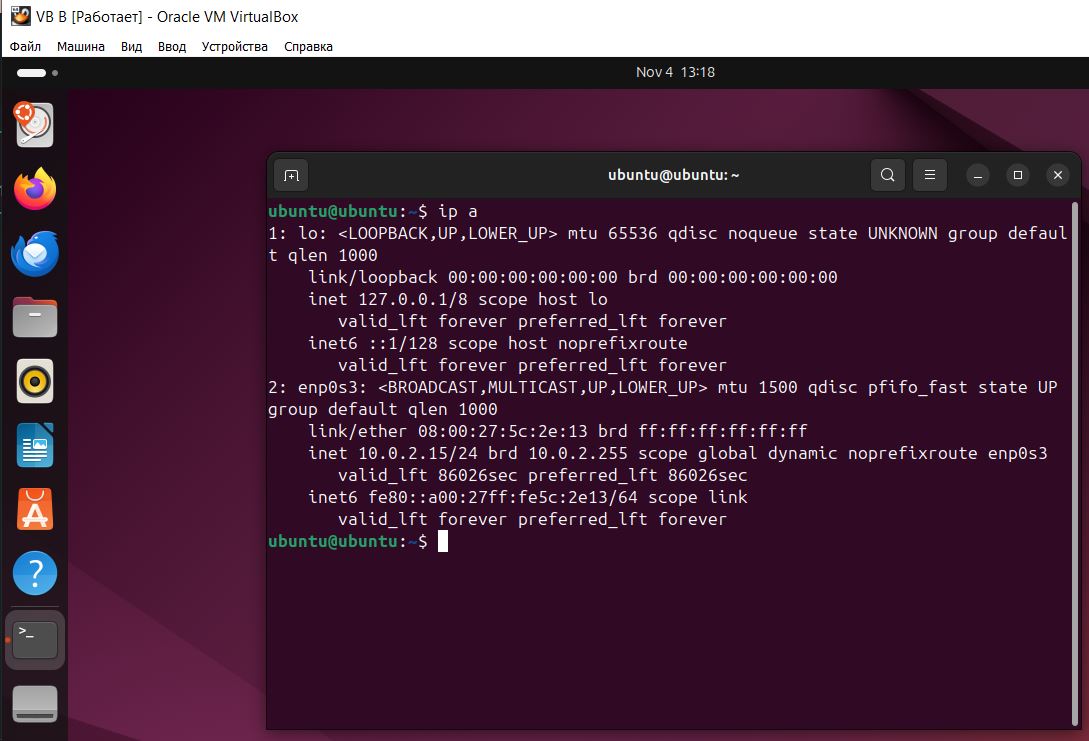 VB B [Работает] - Oracle VM VirtualBox
Файл Машина Вид Ввод Устройства Справка
Nov 4 13:18
ubuntu@ubuntu: ~
ubuntu@ubuntu:~$ ip a
1: lo: <LOOPBACK,UP,LOWER_UP> mtu 65536 qdisc noqueue state UNKNOWN group defaul
t qlen 1000
    link/loopback 00:00:00:00:00:00 brd 00:00:00:00:00:00
    inet 127.0.0.1/8 scope host lo
       valid_lft forever preferred_lft forever
    inet6 ::1/128 scope host noprefixroute
       valid_lft forever preferred_lft forever
2: enp0s3: <BROADCAST,MULTICAST,UP,LOWER_UP> mtu 1500 qdisc pfifo_fast state UP
group default qlen 1000
    link/ether 08:00:27:5c:2e:13 brd ff:ff:ff:ff:ff:ff
    inet 10.0.2.15/24 brd 10.0.2.255 scope global dynamic noprefixroute enp0s3
       valid_lft 86026sec preferred_lft 86026sec
    inet6 fe80::a00:27ff:fe5c:2e13/64 scope link
       valid_lft forever preferred_lft forever
ubuntu@ubuntu:~$